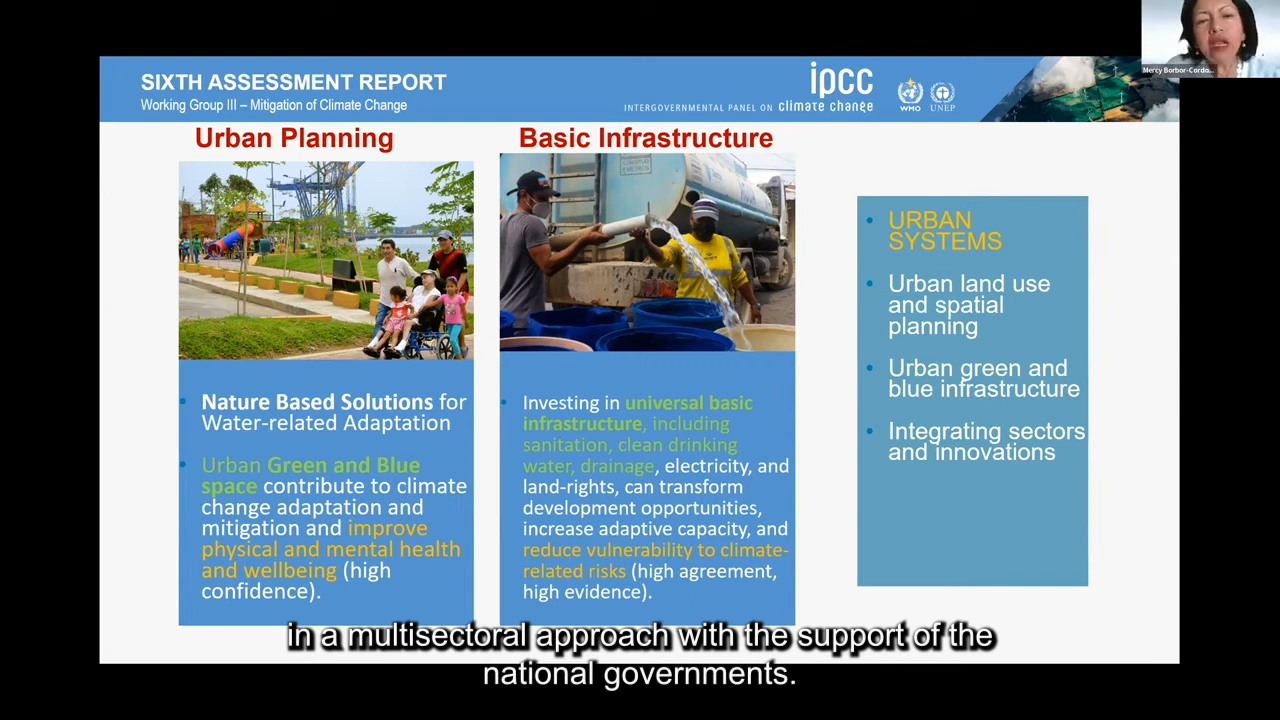 Mercy Borbor-Cordo...
SIXTH ASSESSMENT REPORT
Working Group III – Mitigation of Climate Change
ipcc
INTERGOVERNMENTAL PANEL ON climate change
WMO
UNEP
Urban Planning
Nature Based Solutions for
Water-related Adaptation
Urban Green and Blue
space contribute to climate
change adaptation and
mitigation and improve
physical and mental health
and wellbeing (high
confidence).
Basic Infrastructure
Investing in universal basic
infrastructure, including
sanitation, clean drinking
water, drainage, electricity, and
land-rights, can transform
development opportunities,
increase adaptive capacity, and
reduce vulnerability to climate-
related risks (high agreement,
high evidence).
URBAN
SYSTEMS
Urban land use
and spatial
planning
Urban green and
blue infrastructure
Integrating sectors
and innovations
in a multisectoral approach with the support of the
national governments.